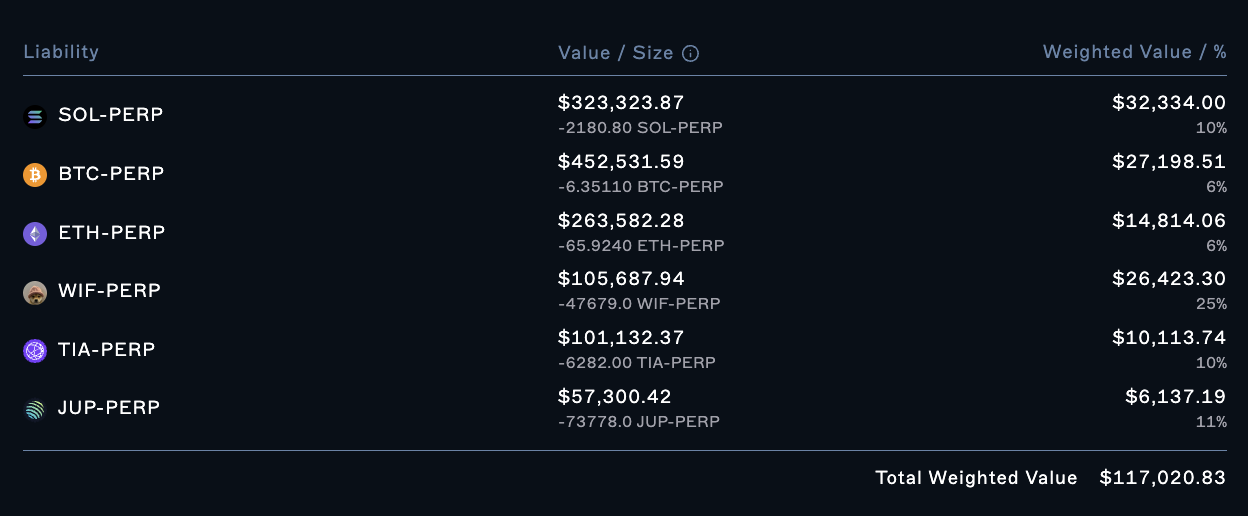 Liability Value / Size Weighted Value / %
SOL-PERP $323,323.87 $32,334.00
-2180.80 SOL-PERP 10%
BTC-PERP $452,531.59 $27,198.51
-6.35110 BTC-PERP 6%
ETH-PERP $263,582.28 $14,814.06
-65.9240 ETH-PERP 6%
WIF-PERP $105,687.94 $26,423.30
-47679.0 WIF-PERP 25%
TIA-PERP $101,132.37 $10,113.74
-6282.00 TIA-PERP 10%
JUP-PERP $57,300.42 $6,137.19
-73778.0 JUP-PERP 11%
Total Weighted Value $117,020.83